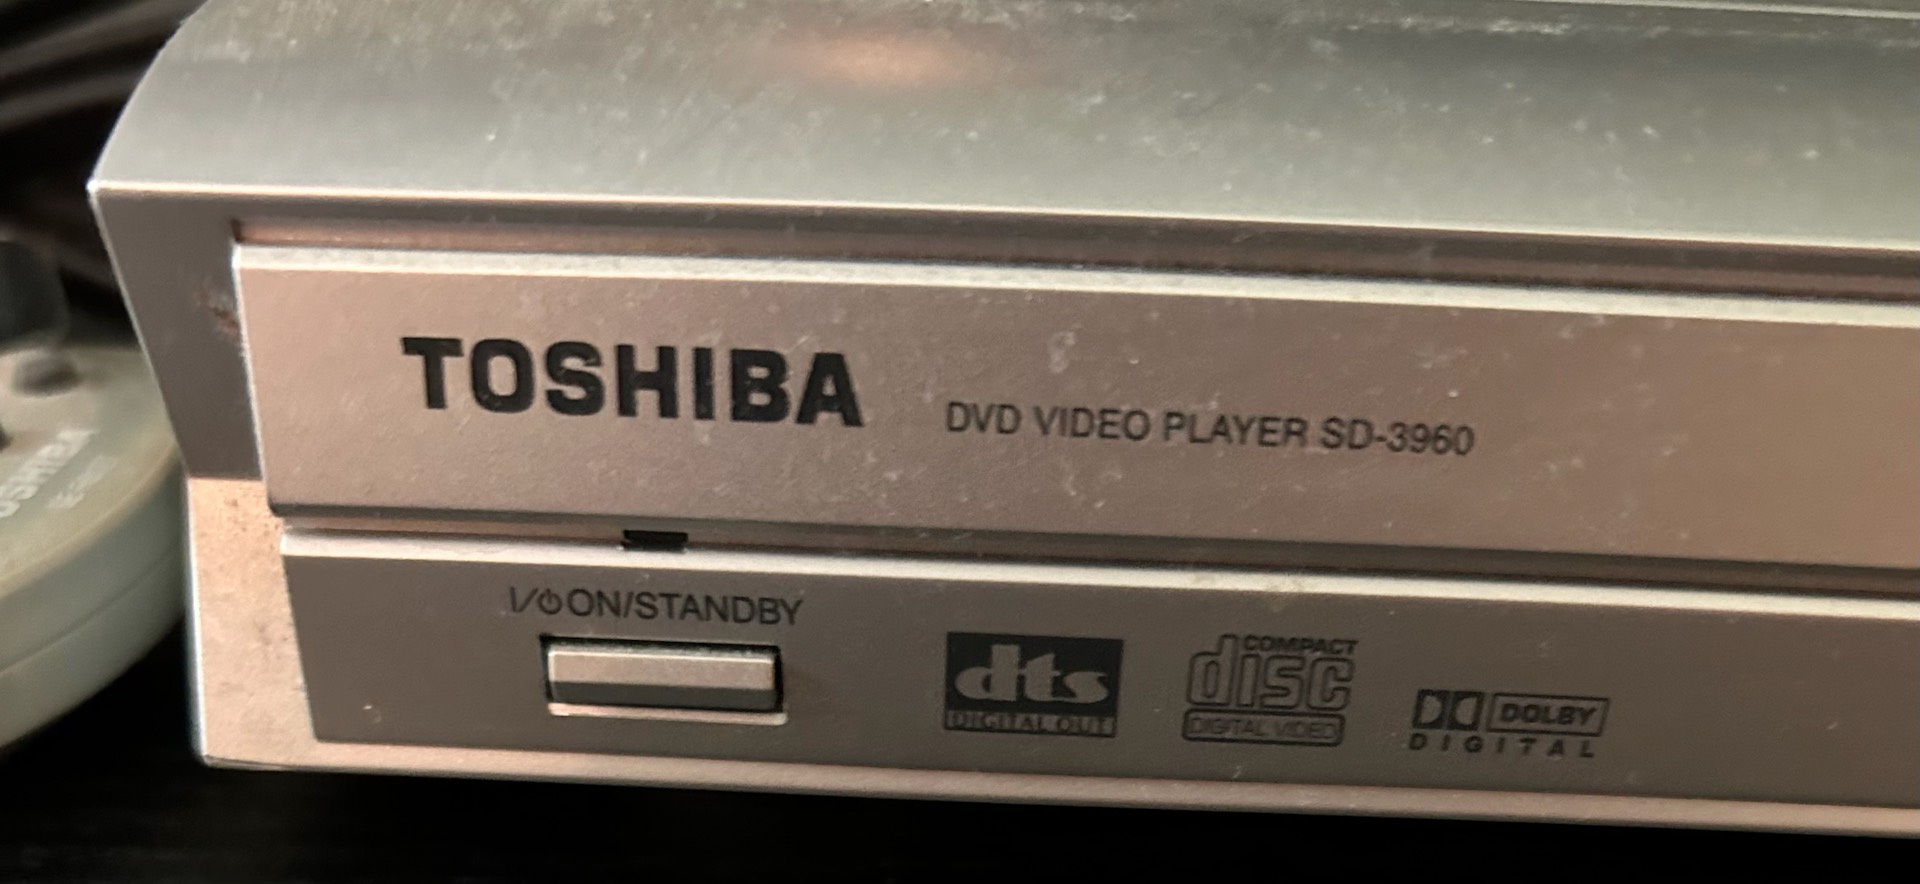 TOSHIBA DVD VIDEO PLAYER SD-3960
I/⏻ ON/STANDBY
dts
DIGITAL OUT
COMPACT
disc
DIGITAL VIDEO
DOLBY
DIGITAL